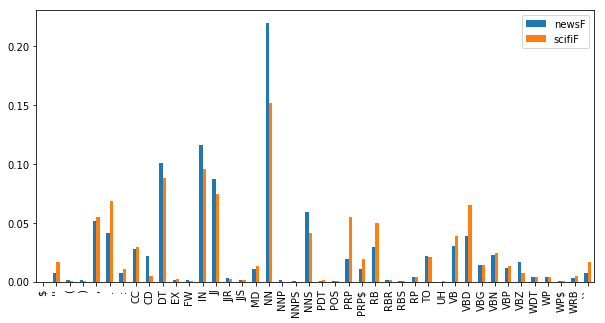 newsF
scifiF
0.20
0.15
0.10
0.05
0.00
$
''
(
)
,
.
:
CC
CD
DT
EX
FW
IN
JJ
JJR
JJS
MD
NN
NNP
NNPS
NNS
PDT
POS
PRP
PRP$
RB
RBR
RBS
RP
TO
UH
VB
VBD
VBG
VBN
VBP
VBZ
WDT
WP
WP$
WRB
``